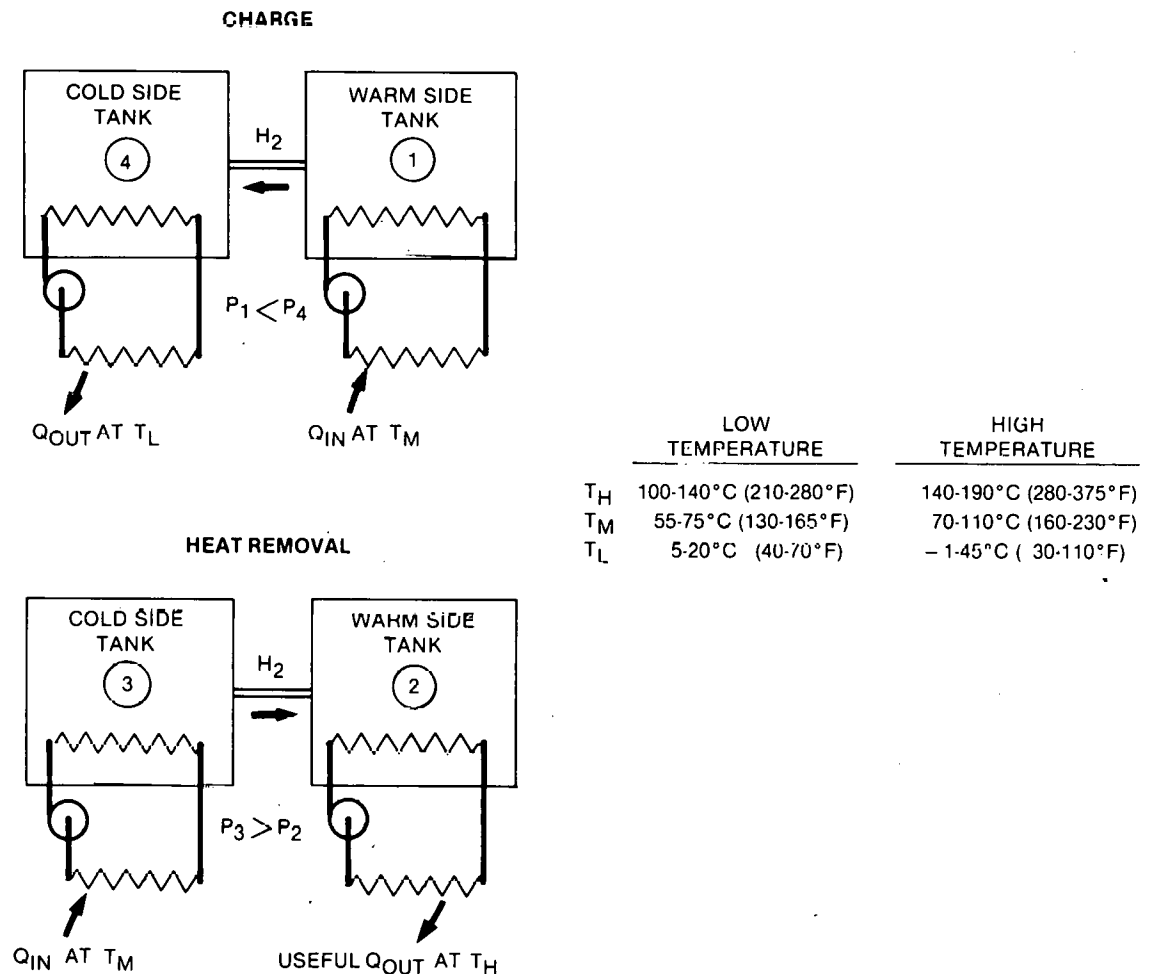 CHARGE
COLD SIDE
TANK
4
H2
WARM SIDE
TANK
1
P1 < P4
QOUT AT TL
QIN AT TM
LOW
TEMPERATURE
HIGH
TEMPERATURE
TH 100-140°C (210-280°F) 140-190°C (280-375°F)
TM 55-75°C (130-165°F) 70-110°C (160-230°F)
TL 5-20°C (40-70°F) – 1-45°C ( 30-110°F)
HEAT REMOVAL
COLD SIDE
TANK
3
H2
WARM SIDE
TANK
2
P3 > P2
QIN AT TM
USEFUL QOUT AT TH